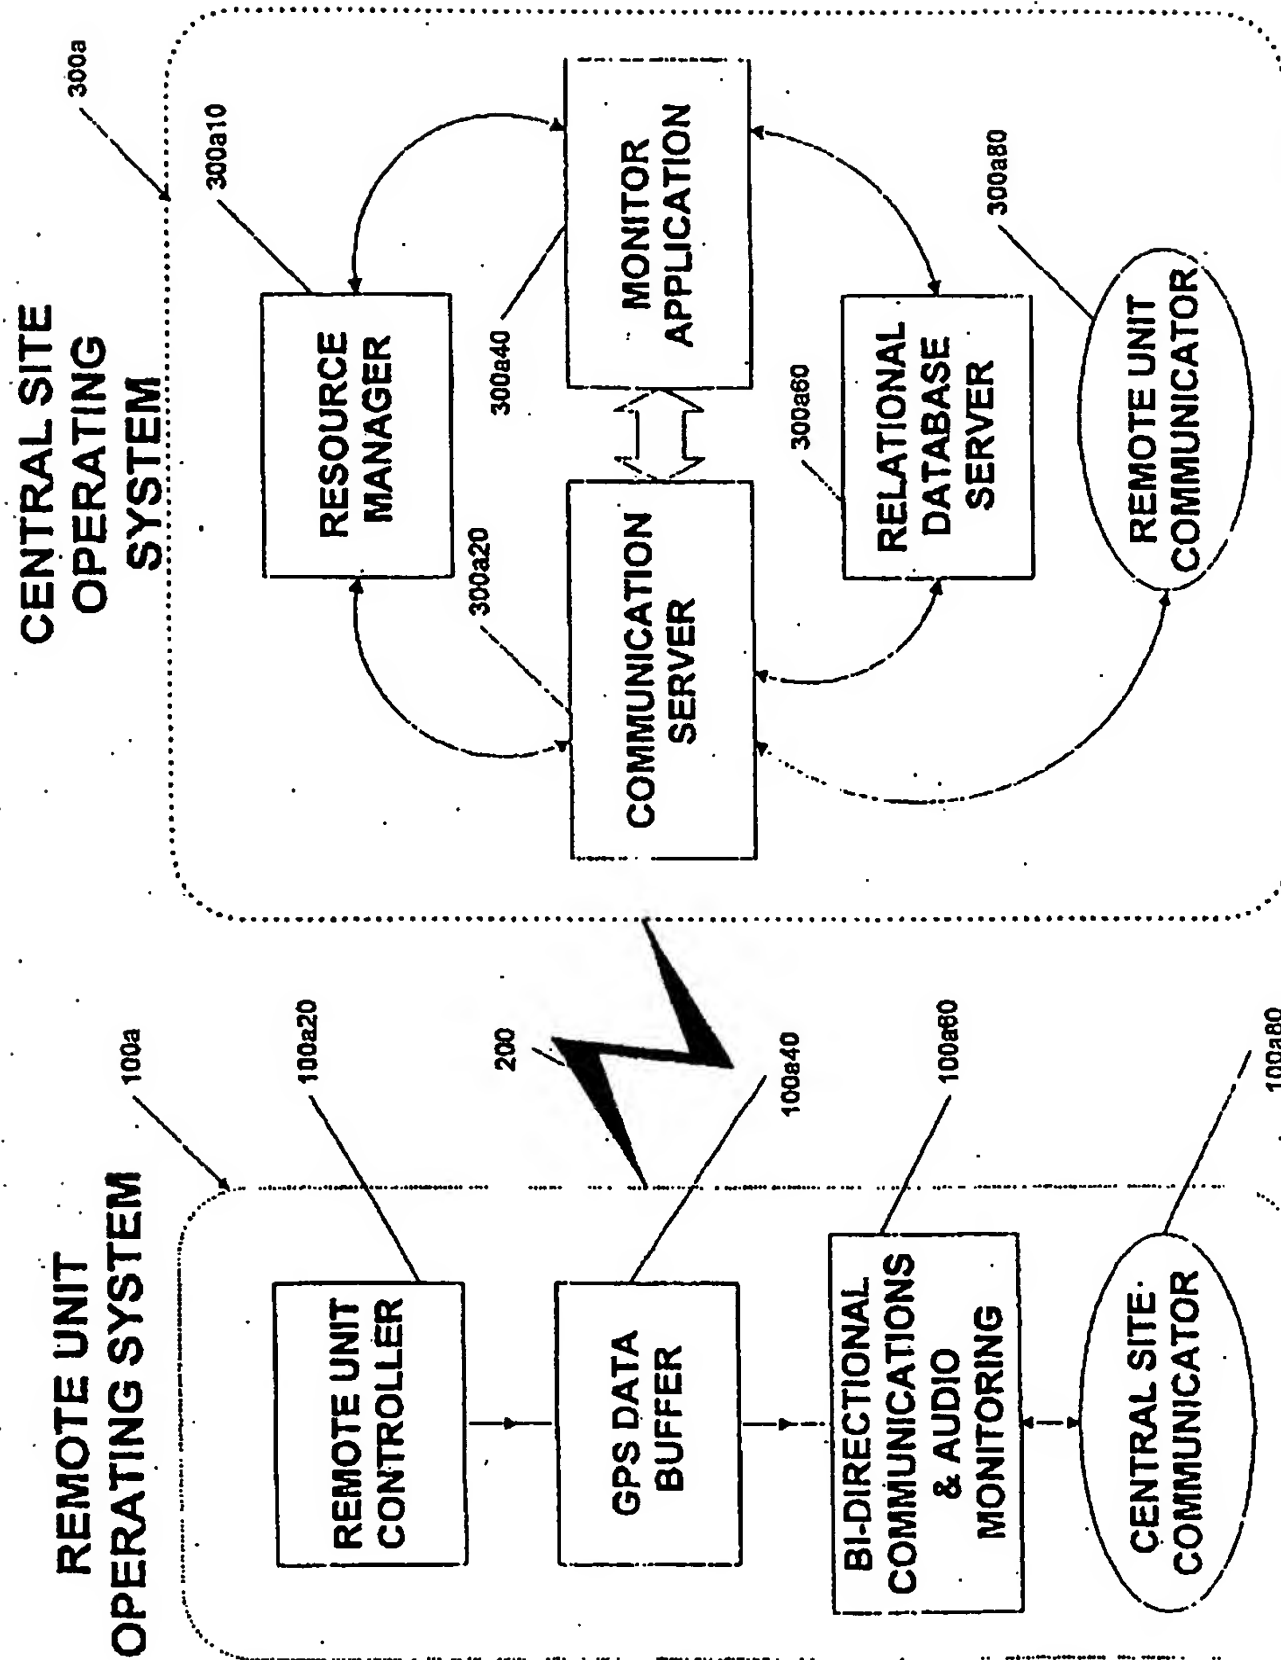 REMOTE UNIT
OPERATING SYSTEM
100a
REMOTE UNIT
CONTROLLER
100a20
GPS DATA
BUFFER
100a40
BI-DIRECTIONAL
COMMUNICATIONS
& AUDIO
MONITORING
100a60
CENTRAL SITE
COMMUNICATOR
100a80
200
CENTRAL SITE
OPERATING
SYSTEM
300a
RESOURCE
MANAGER
300a10
COMMUNICATION
SERVER
300a20
MONITOR
APPLICATION
300a40
RELATIONAL
DATABASE
SERVER
300a60
REMOTE UNIT
COMMUNICATOR
300a80